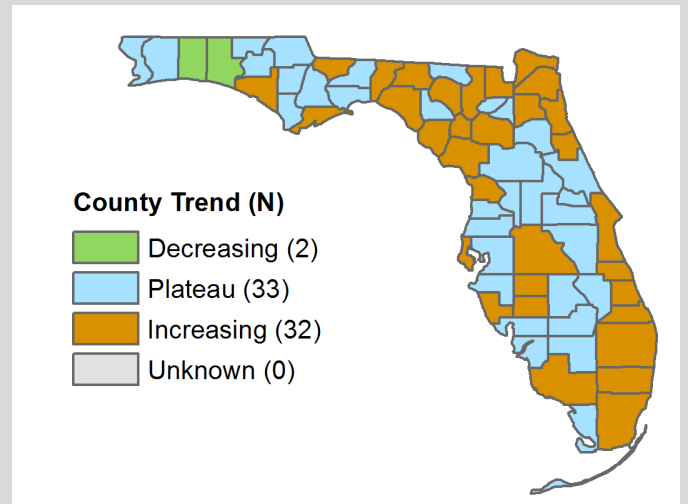 County Trend (N)
Decreasing (2)
Plateau (33)
Increasing (32)
Unknown (0)